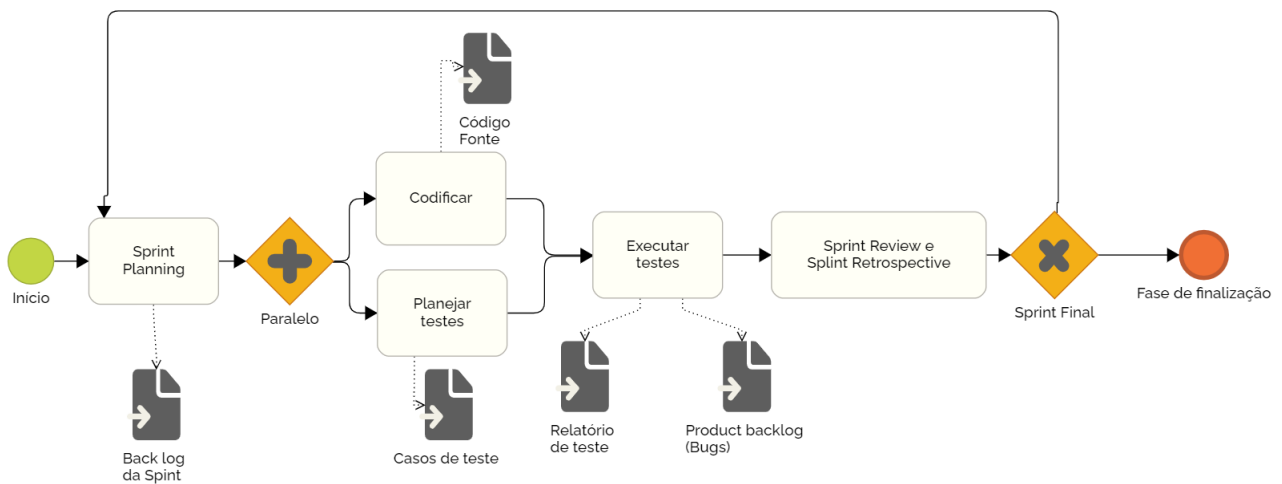 Código
Fonte
Codificar
Início
Sprint
Planning
Paralelo
Planejar
testes
Executar
testes
Sprint Review e
Splint Retrospective
Sprint Final
Fase de finalização
Back log
da Spint
Casos de teste
Relatório
de teste
Product backlog
(Bugs)